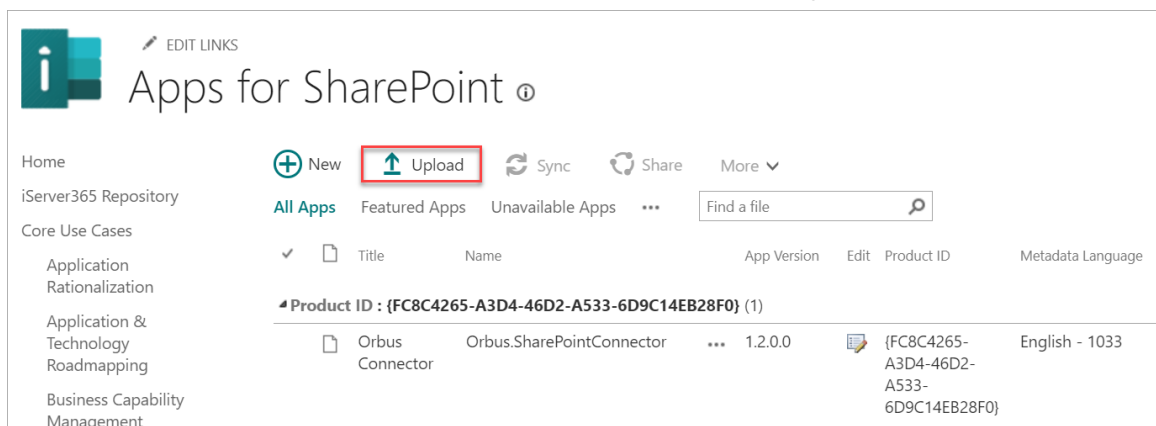 EDIT LINKS
Apps for SharePoint
Home
iServer365 Repository
Core Use Cases
Application
Rationalization
Application &
Technology
Roadmapping
Business Capability
Management
New Upload Sync Share More
All Apps Featured Apps Unavailable Apps ••• Find a file
Title Name App Version Edit Product ID Metadata Language
Product ID : {FC8C4265-A3D4-46D2-A533-6D9C14EB28F0} (1)
Orbus Orbus.SharePointConnector ••• 1.2.0.0 {FC8C4265- English - 1033
Connector A3D4-46D2-
A533-
6D9C14EB28F0}